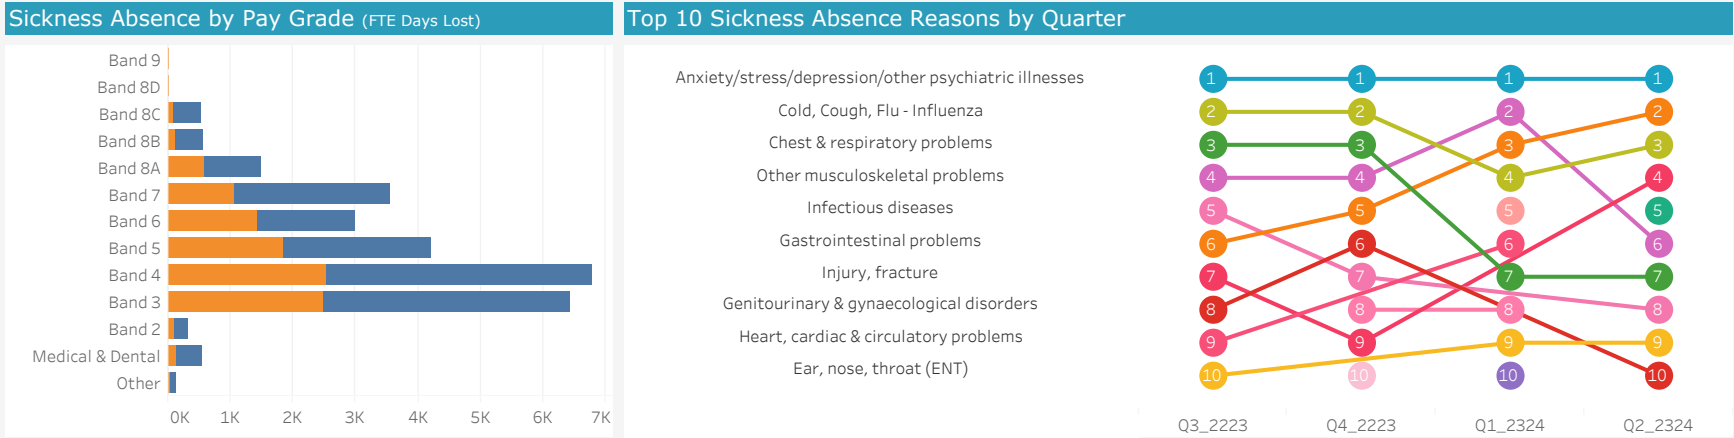 Sickness Absence by Pay Grade (FTE Days Lost)
Band 9
Band 8D
Band 8C
Band 8B
Band 8A
Band 7
Band 6
Band 5
Band 4
Band 3
Band 2
Medical & Dental
Other
0K 1K 2K 3K 4K 5K 6K 7K
Top 10 Sickness Absence Reasons by Quarter
Anxiety/stress/depression/other psychiatric illnesses 1 1 1 1
Cold, Cough, Flu - Influenza 2 2 2 2
Chest & respiratory problems 3 3 3 3
Other musculoskeletal problems 4 4 4 4
Infectious diseases 5 5 5 5
Gastrointestinal problems 6 6 6 6
Injury, fracture 7 7 7 7
Genitourinary & gynaecological disorders 8 8 8 8
Heart, cardiac & circulatory problems 9 9 9 9
Ear, nose, throat (ENT) 10 10 10 10
Q3_2223 Q4_2223 Q1_2324 Q2_2324